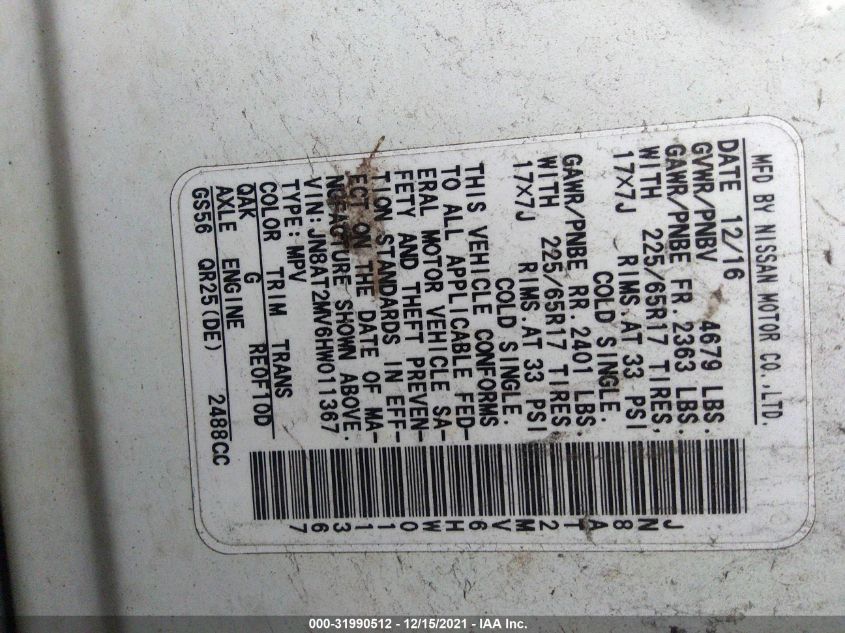 MFD BY NISSAN MOTOR CO.,LTD.
DATE 12/16
GVWR/PNBV 4679 LBS.
GAWR/PNBE FR. 2363 LBS.
WITH 225/65R17 TIRES,
17X7J RIMS AT 33 PSI
COLD SINGLE.
GAWR/PNBE RR. 2401 LBS.
WITH 225/65R17 TIRES
17X7J RIMS AT 33 PSI
COLD SINGLE.
THIS VEHICLE CONFORMS
TO ALL APPLICABLE FED-
ERAL MOTOR VEHICLE SA-
FETY AND THEFT PREVEN-
TION STANDARDS IN EFF-
ECT ON THE DATE OF MA-
NUFACTURE SHOWN ABOVE.
VIN:JN8AT2MV6HW011367
TYPE:MPV
COLOR TRIM TRANS
QAK G RE0F10D
AXLE ENGINE
GS56 QR25(DE) 2488CC
JN8AT2MV6HW011367
000-31990512 - 12/15/2021 - IAA Inc.